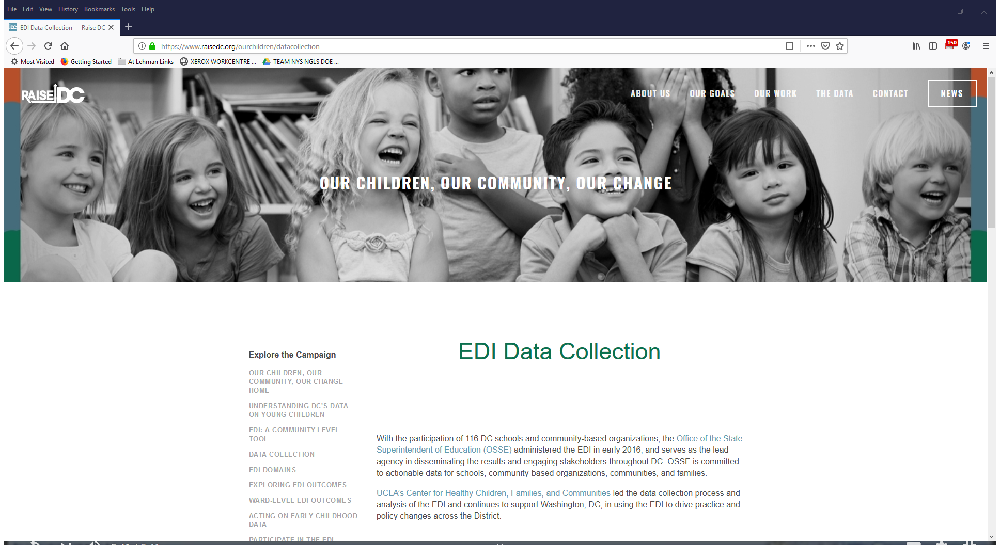 File Edit View History Bookmarks Tools Help
EDI Data Collection — Raise DC
https://www.raisedc.org/ourchildren/datacollection
150
Most Visited Getting Started At Lehman Links XEROX WORKCENTRE ... TEAM NYS NGLS DOE ...
RAISE DC
ABOUT US OUR GOALS OUR WORK THE DATA CONTACT NEWS
OUR CHILDREN, OUR COMMUNITY, OUR CHANGE
EDI Data Collection
Explore the Campaign
OUR CHILDREN, OUR
COMMUNITY, OUR CHANGE
HOME
UNDERSTANDING DC'S DATA
ON YOUNG CHILDREN
EDI: A COMMUNITY-LEVEL
TOOL
DATA COLLECTION
EDI DOMAINS
EXPLORING EDI OUTCOMES
WARD-LEVEL EDI OUTCOMES
ACTING ON EARLY CHILDHOOD
DATA
PARTICIPATE IN THE EDI
With the participation of 116 DC schools and community-based organizations, the Office of the State
Superintendent of Education (OSSE) administered the EDI in early 2016, and serves as the lead
agency in disseminating the results and engaging stakeholders throughout DC. OSSE is committed
to actionable data for schools, community-based organizations, communities, and families.
UCLA's Center for Healthy Children, Families, and Communities led the data collection process and
analysis of the EDI and continues to support Washington, DC, in using the EDI to drive practice and
policy changes across the District.